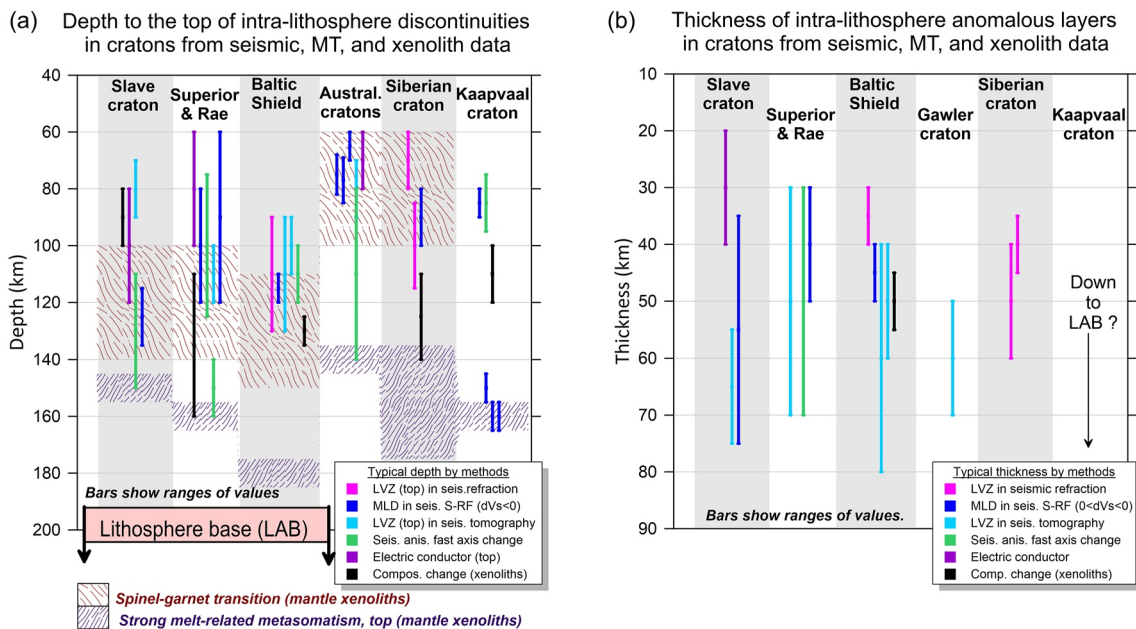 (a)
Depth to the top of intra-lithosphere discontinuities
in cratons from seismic, MT, and xenolith data
Slave
craton
Superior
& Rae
Baltic
Shield
Austral.
cratons
Siberian
craton
Kaapvaal
craton
40
60
80
100
120
140
160
180
200
Depth (km)
Bars show ranges of values
Lithosphere base (LAB)
Typical depth by methods
LVZ (top) in seis.refraction
MLD in seis. S-RF (dVs<0)
LVZ (top) in seis. tomography
Seis. anis. fast axis change
Electric conductor (top)
Compos. change (xenoliths)
Spinel-garnet transition (mantle xenoliths)
Strong melt-related metasomatism, top (mantle xenoliths)
(b)
Thickness of intra-lithosphere anomalous layers
in cratons from seismic, MT, and xenolith data
Slave
craton
Superior
& Rae
Baltic
Shield
Gawler
craton
Siberian
craton
Kaapvaal
craton
10
20
30
40
50
60
70
80
90
Thickness (km)
Down
to
LAB ?
Bars show ranges of values.
Typical thickness by methods
LVZ in seismic refraction
MLD in seis. S-RF (0<dVs<0)
LVZ in seis. tomography
Seis. anis. fast axis change
Electric conductor
Comp. change (xenoliths)